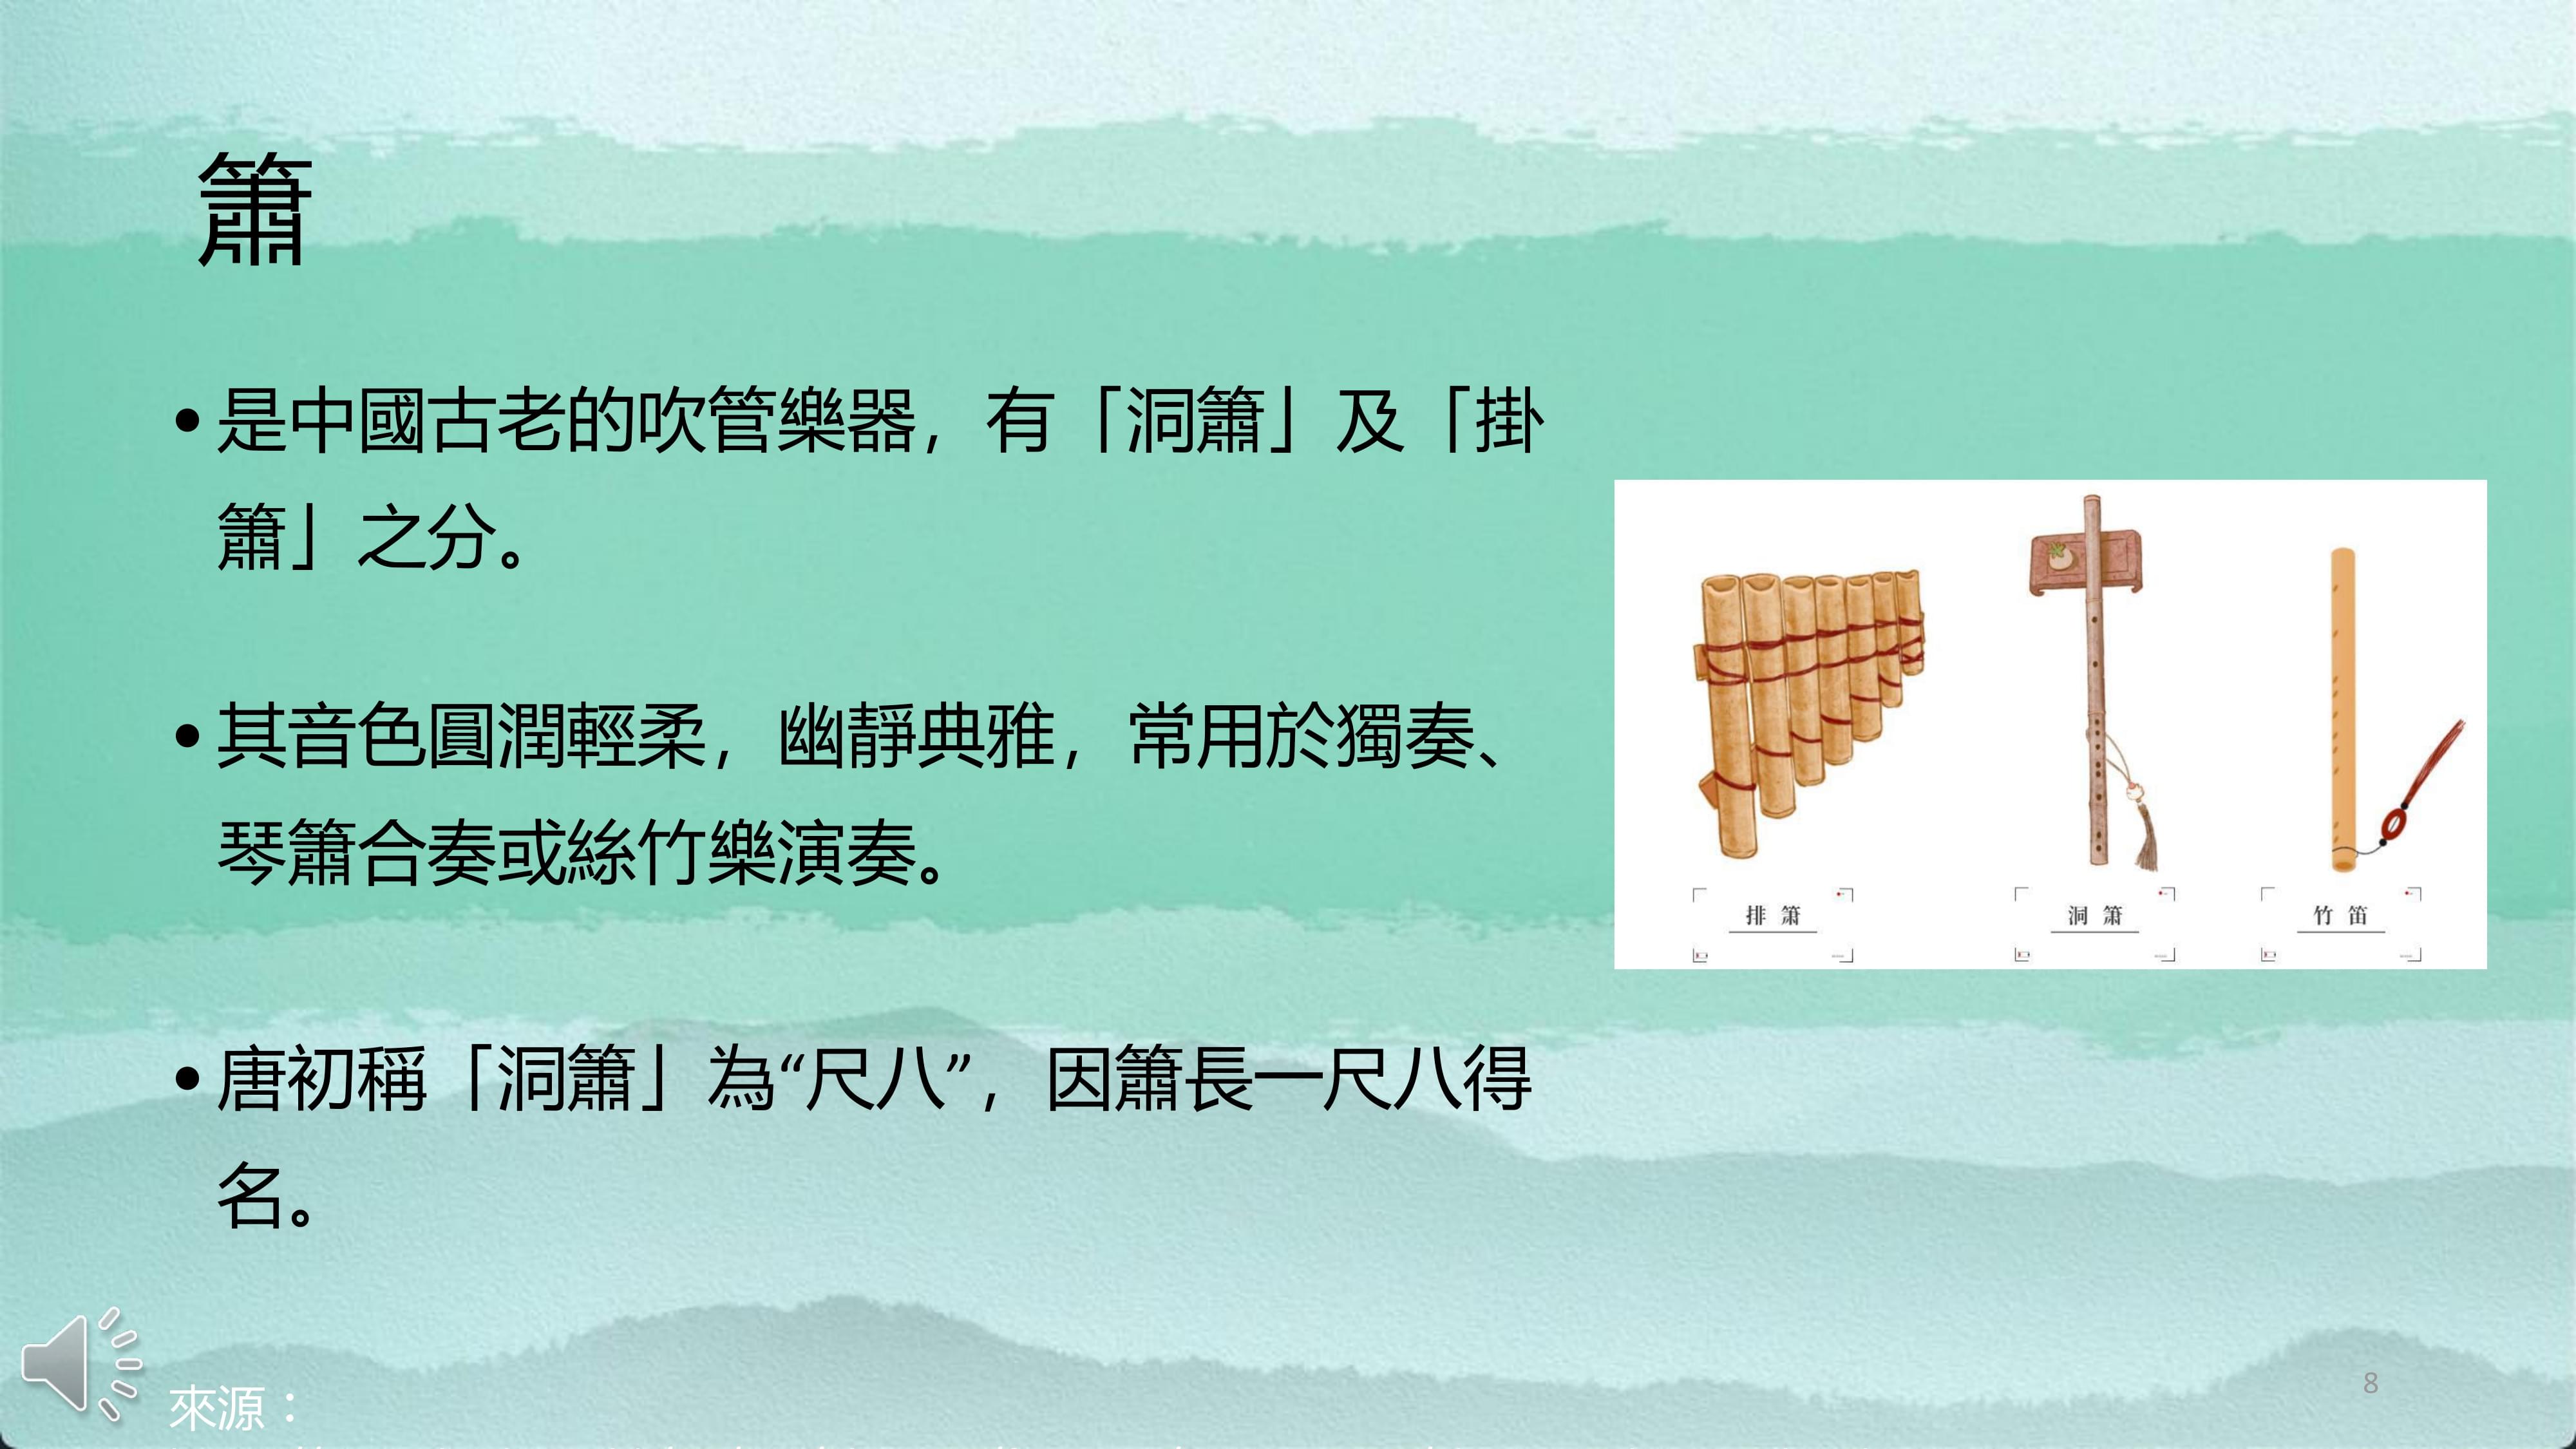 簫
•是中國古老的吹管樂器，有「洞簫」及「掛
簫」之分。
•其音色圓潤輕柔，幽靜典雅，常用於獨奏、
琴簫合奏或絲竹樂演奏。
•唐初稱「洞簫」為“尺八”，因簫長一尺八得
名。
排 箫
洞 箫
竹 笛
來源：
8